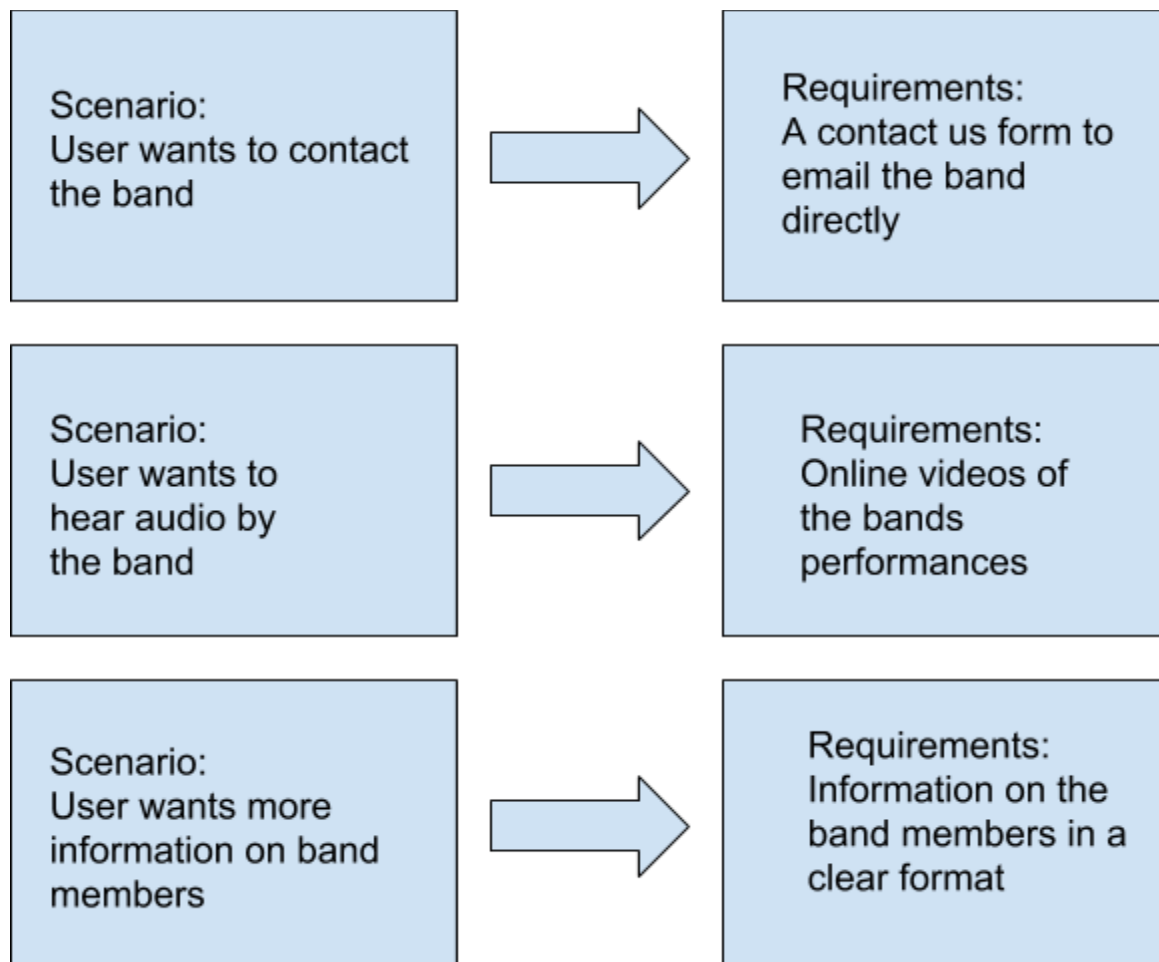 Scenario:
User wants to contact
the band
Requirements:
A contact us form to
email the band
directly
Scenario:
User wants to
hear audio by
the band
Requirements:
Online videos of
the bands
performances
Scenario:
User wants more
information on band
members
Requirements:
Information on the
band members in a
clear format